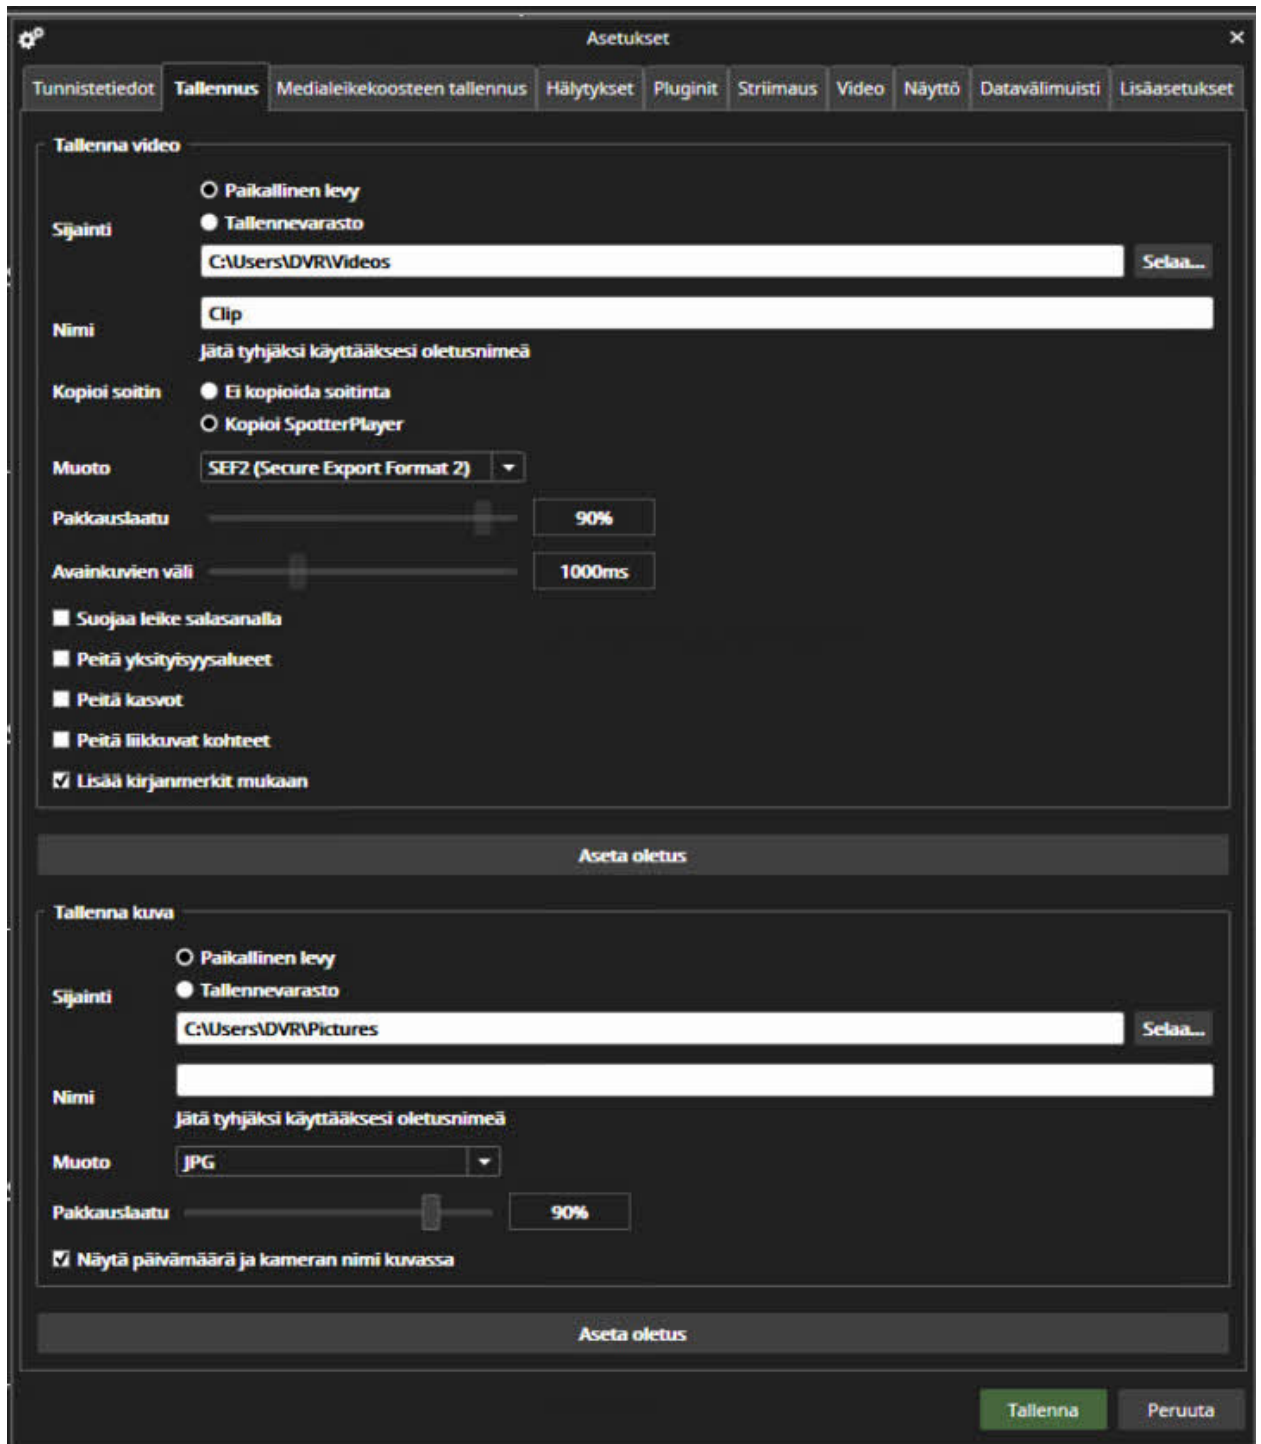 Asetukset
Tunnistetiedot Tallennus Medialeikekoosteen tallennus Hälytykset Pluginit Striimaus Video Näyttö Datavälimuisti Lisäasetukset
Tallenna video
Paikallinen levy
Sijainti
Tallennevarasto
C:\Users\DVR\Videos Selaa...
Clip
Nimi
Jätä tyhjäksi käyttääksesi oletusnimeä
Kopioi soitin Ei kopioida soitinta
Kopioi SpotterPlayer
Muoto SEF2 (Secure Export Format 2)
Pakkauslaatu 90%
Avainkuvien väli 1000ms
Suojaa leike salasanalla
Peitä yksityisyysalueet
Peitä kasvot
Peitä liikkuvat kohteet
Lisää kirjanmerkit mukaan
Aseta oletus
Tallenna kuva
Paikallinen levy
Sijainti
Tallennevarasto
C:\Users\DVR\Pictures Selaa...
Nimi
Jätä tyhjäksi käyttääksesi oletusnimeä
Muoto JPG
Pakkauslaatu 90%
Näytä päivämäärä ja kameran nimi kuvassa
Aseta oletus
Tallenna Peruuta